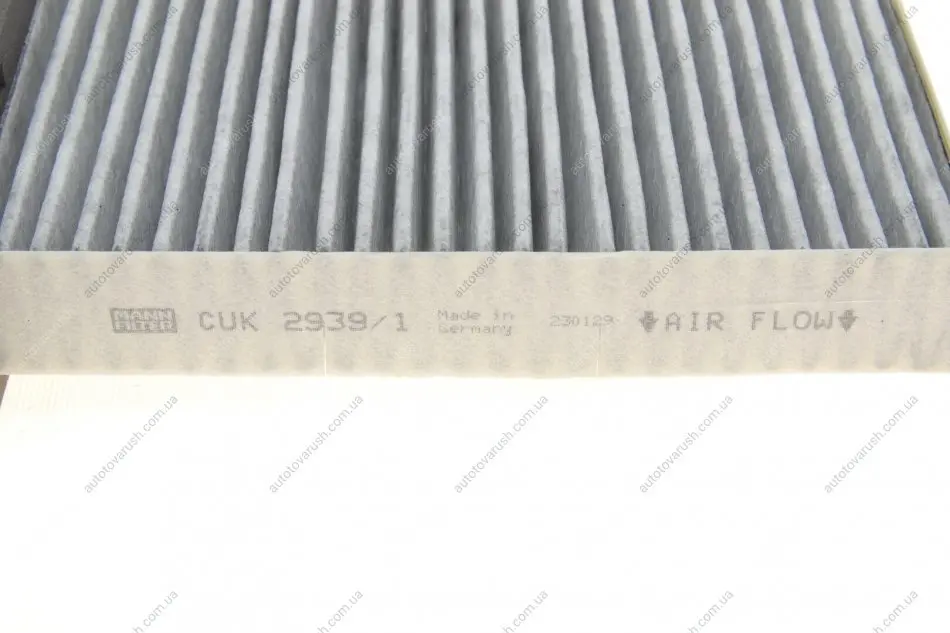 MANN
FILTER
CUK 2939/1
Made in
Germany
230129
AIR FLOW
autotovarush.com.ua